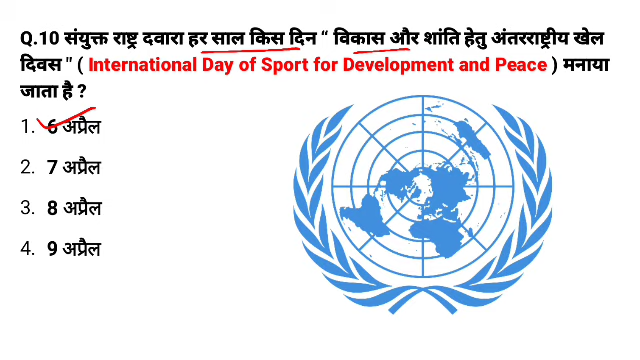 Q.10 संयुक्त राष्ट्र दवारा हर साल किस दिन “ विकास और शांति हेतु अंतरराष्ट्रीय खेल
दिवस " ( International Day of Sport for Development and Peace ) मनाया
जाता है ?
1. 6 अप्रैल
2. 7 अप्रैल
3. 8 अप्रैल
4. 9 अप्रैल